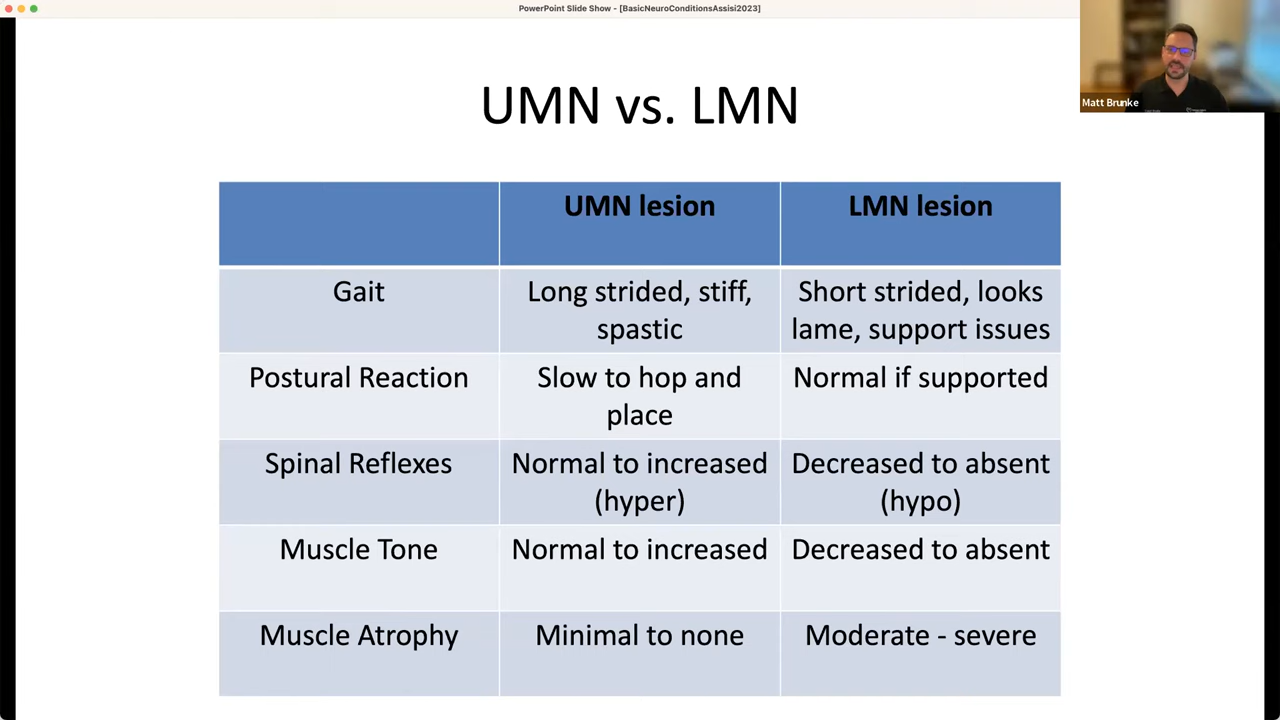 PowerPoint Slide Show - [BasicNeuroConditionsAssisi2023]
Matt Brunke
UMN vs. LMN
UMN lesion
LMN lesion
Gait
Long strided, stiff,
spastic
Short strided, looks
lame, support issues
Postural Reaction
Slow to hop and
place
Normal if supported
Spinal Reflexes
Normal to increased
(hyper)
Decreased to absent
(hypo)
Muscle Tone
Normal to increased
Decreased to absent
Muscle Atrophy
Minimal to none
Moderate - severe